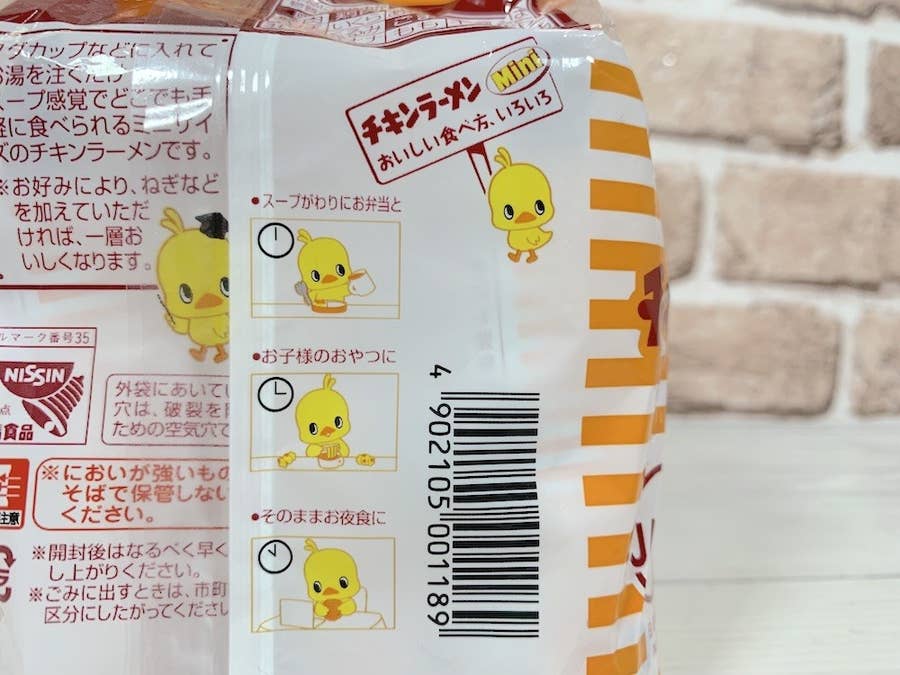 グカップなどに入れて
お湯を注ぐだけ
スープ感覚でどこでも手
軽に食べられるミニサイ
ズのチキンラーメンです。
※お好みにより、ねぎなど
を加えていただ
ければ、一層お
いしくなります。
チキンラーメン Mini
おいしい食べ方、いろいろ
•スープがわりにお弁当と
•お子様のおやつに
•そのままお夜食に
ルマーク番号35
NISSIN
点
食品
外袋にあいてい
穴は、破裂を
ための空気穴で
注意
※においが強いもの
そばで保管しない
ください。
※開封後はなるべく早く
し上がりください。
※ごみに出すときは、市町
区分にしたがってくださ
4 902105 001189